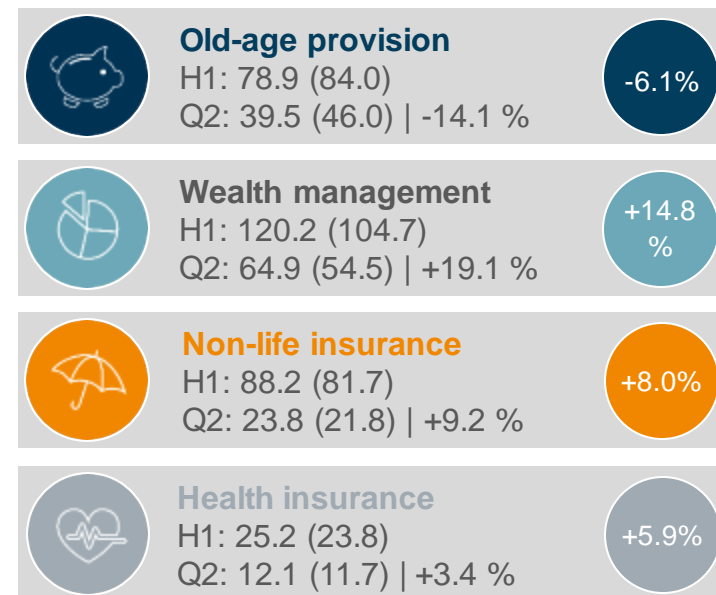 Old-age provision
H1: 78.9 (84.0)
Q2: 39.5 (46.0) | -14.1 %
-6.1%
Wealth management
H1: 120.2 (104.7)
Q2: 64.9 (54.5) | +19.1 %
+14.8
%
Non-life insurance
H1: 88.2 (81.7)
Q2: 23.8 (21.8) | +9.2 %
+8.0%
Health insurance
H1: 25.2 (23.8)
Q2: 12.1 (11.7) | +3.4 %
+5.9%